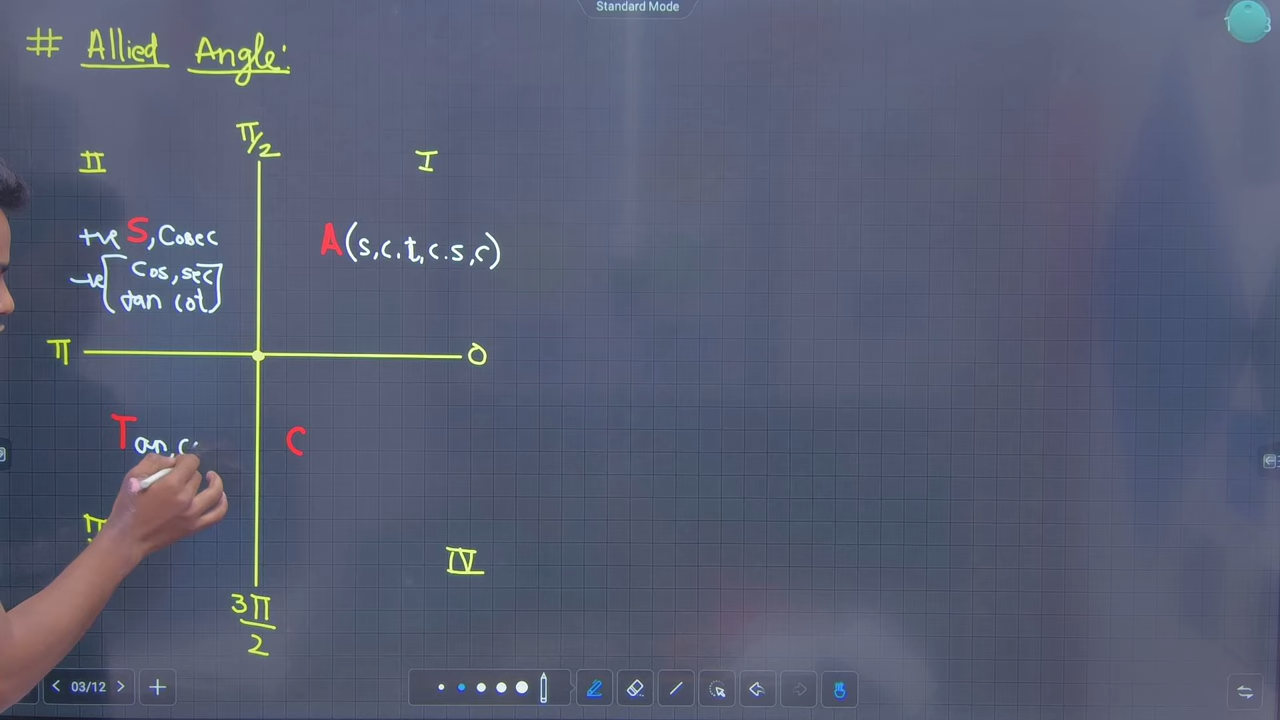 Standard Mode
# Allied Angle:
π/2
II
I
+ve S, Cosec
A (s, c, t, c. s, c)
-ve [cos, sec
tan cot]
π
0
Tan, c
C
IV
3π
2
03/12